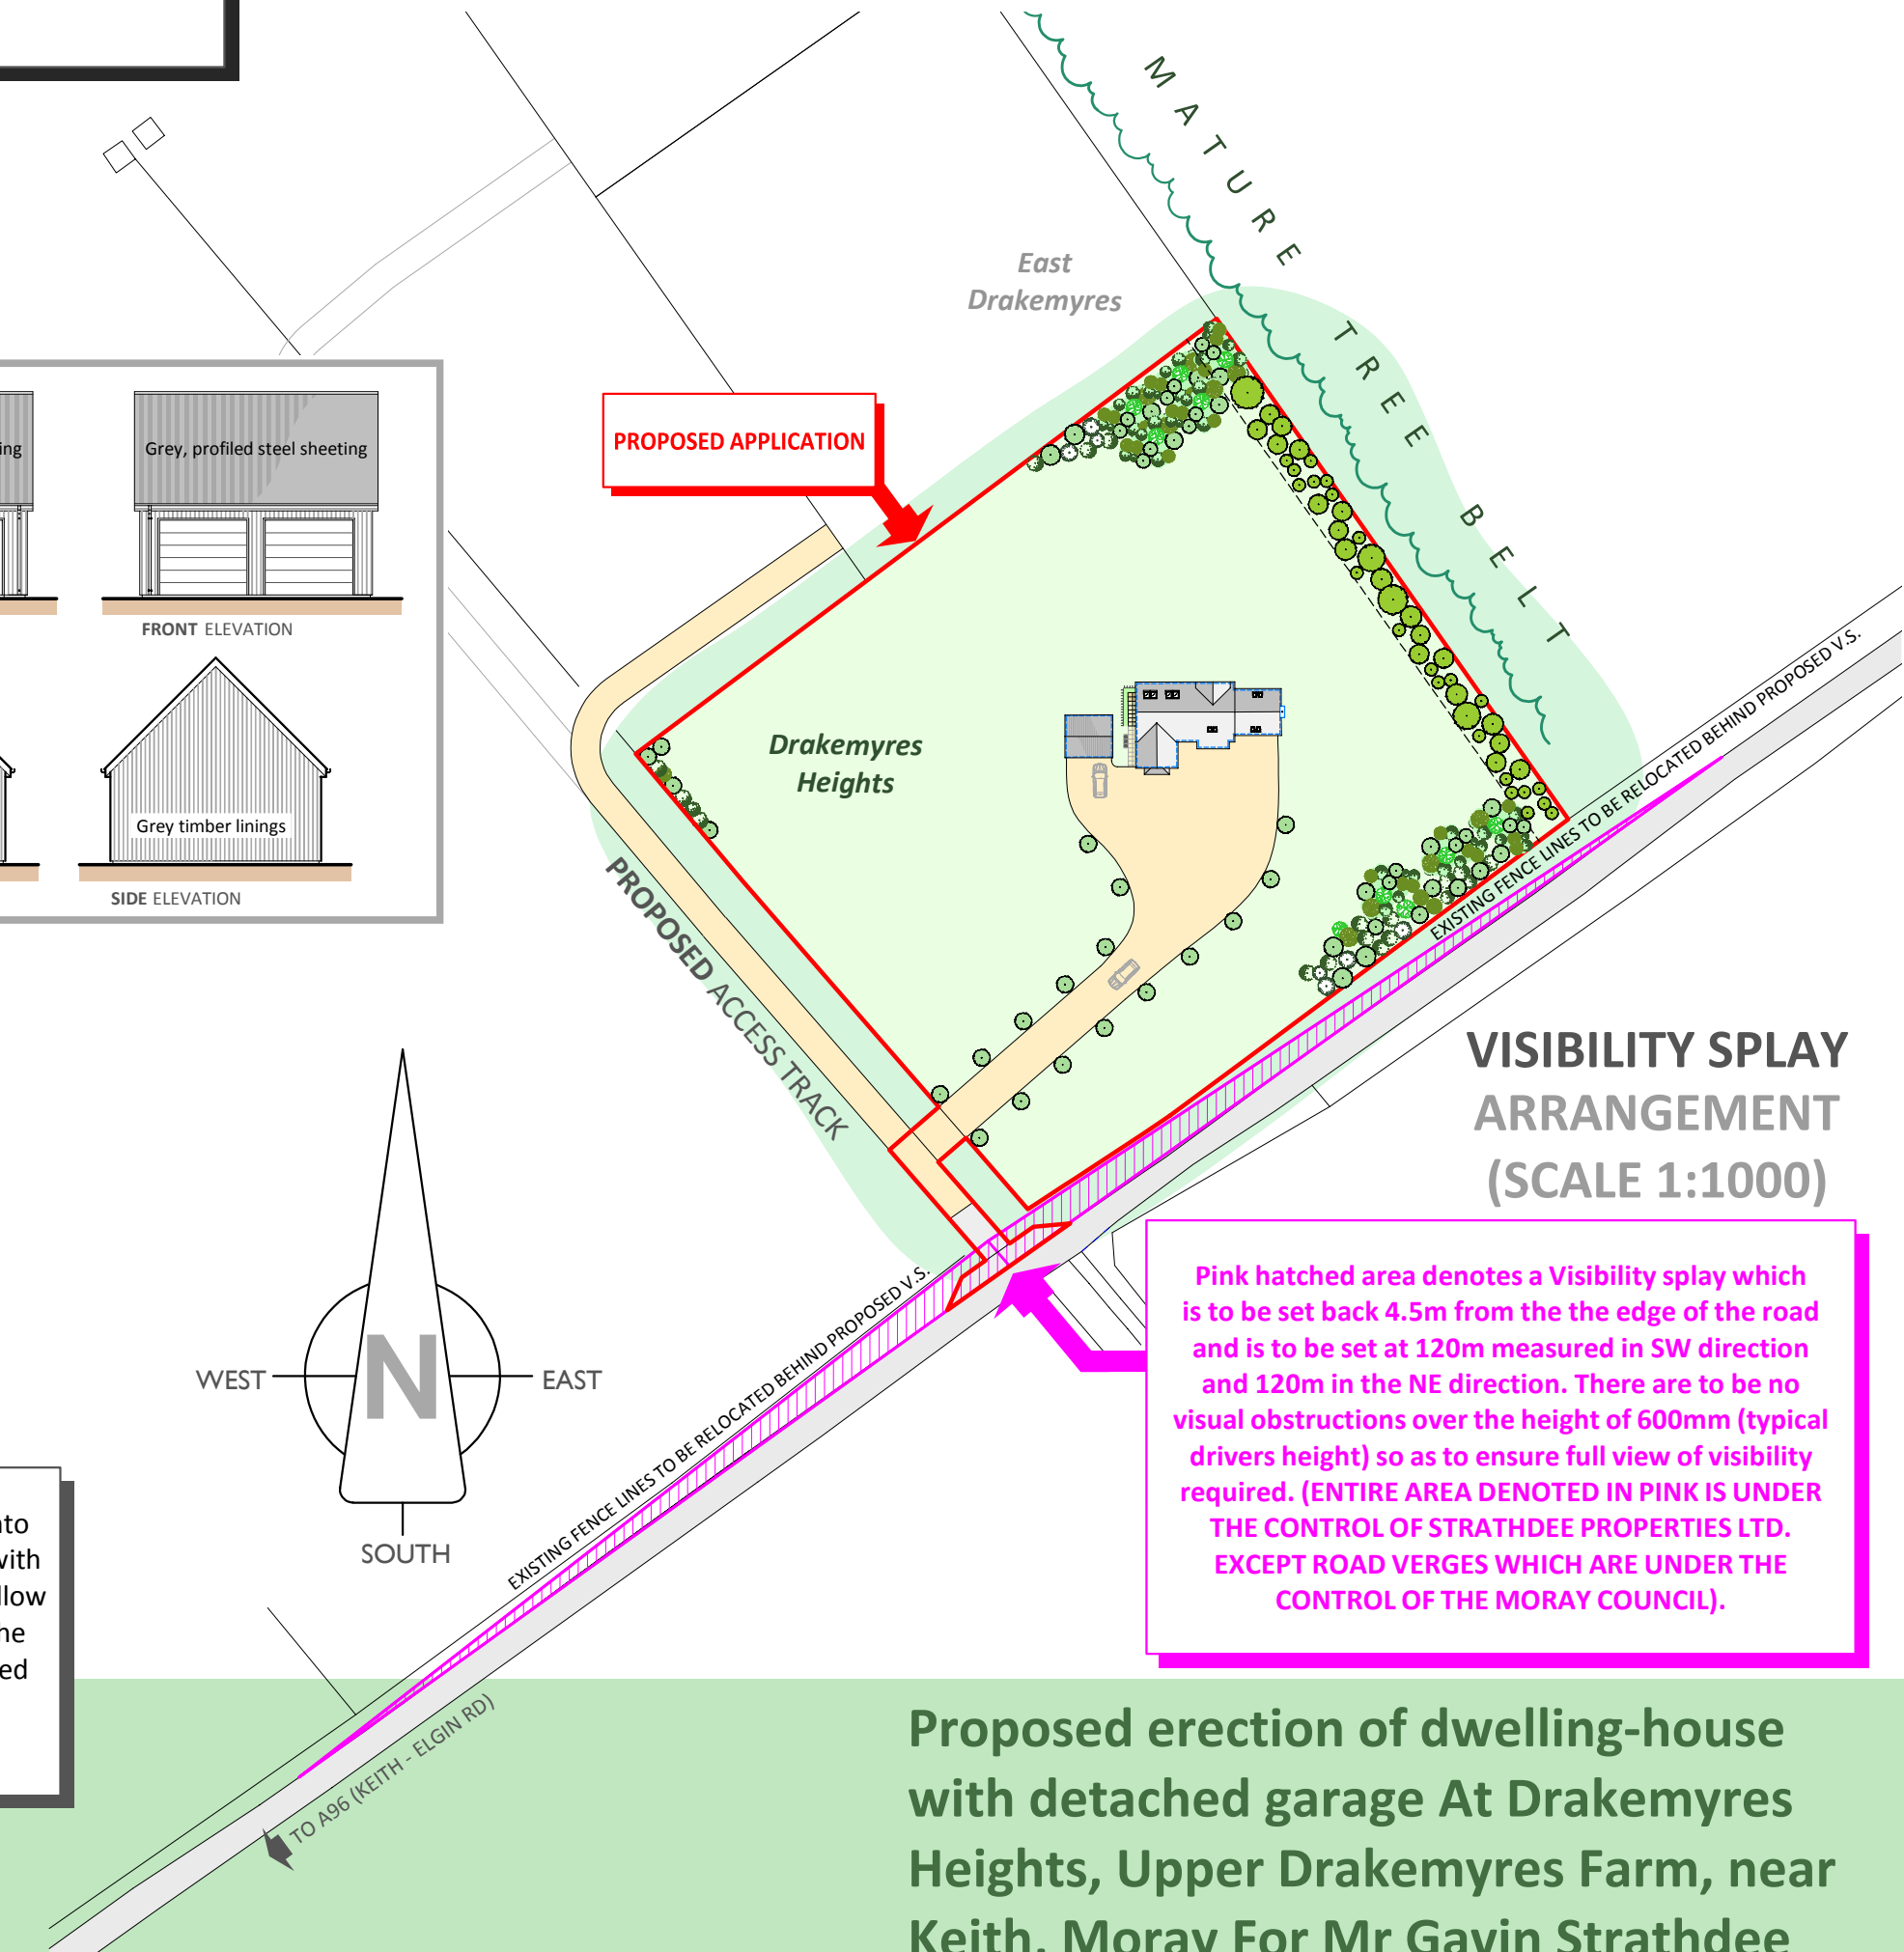 MATURE TREE BELT
East
Drakemyres
PROPOSED APPLICATION
Grey, profiled steel sheeting
FRONT ELEVATION
Grey timber linings
SIDE ELEVATION
Drakemyres
Heights
PROPOSED ACCESS TRACK
EXISTING FENCE LINES TO BE RELOCATED BEHIND PROPOSED V.S.
VISIBILITY SPLAY
ARRANGEMENT
(SCALE 1:1000)
Pink hatched area denotes a Visibility splay which
is to be set back 4.5m from the the edge of the road
and is to be set at 120m measured in SW direction
and 120m in the NE direction. There are to be no
visual obstructions over the height of 600mm (typical
drivers height) so as to ensure full view of visibility
required. (ENTIRE AREA DENOTED IN PINK IS UNDER
THE CONTROL OF STRATHDEE PROPERTIES LTD.
EXCEPT ROAD VERGES WHICH ARE UNDER THE
CONTROL OF THE MORAY COUNCIL).
N
WEST
EAST
SOUTH
EXISTING FENCE LINES TO BE RELOCATED BEHIND PROPOSED V.S.
TO A96 (KEITH - ELGIN RD)
Proposed erection of dwelling-house
with detached garage At Drakemyres
Heights, Upper Drakemyres Farm, near
Keith, Moray For Mr Gavin Strathdee